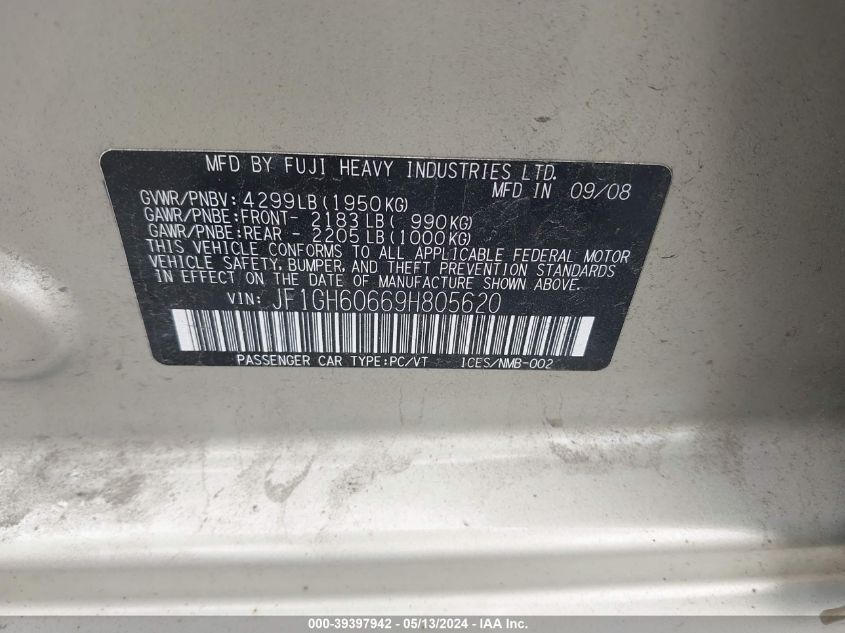 MFD BY FUJI HEAVY INDUSTRIES LTD.
MFD IN 09/08
GVWR/PNBV: 4299LB(1950KG)
GAWR/PNBE:FRONT- 2183LB( 990KG)
GAWR/PNBE:REAR - 2205LB(1000KG)
THIS VEHICLE CONFORMS TO ALL APPLICABLE FEDERAL MOTOR
VEHICLE SAFETY, BUMPER, AND THEFT PREVENTION STANDARDS
IN EFFECT ON THE DATE OF MANUFACTURE SHOWN ABOVE.
VIN: JF1GH60669H805620
PASSENGER CAR TYPE:PC/VT ICES/NMB-002
000-39397942 - 05/13/2024 - IAA Inc.